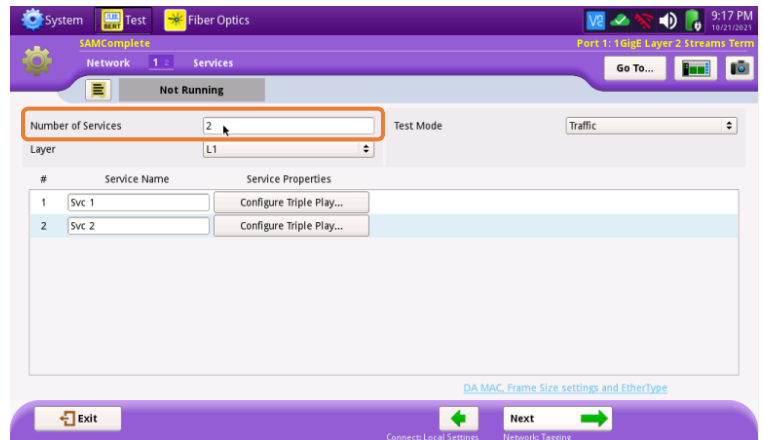 System Test Fiber Optics 9:17 PM
10/21/2021
SAMComplete Port 1: 1GigE Layer 2 Streams Term
Network 1 2 Services
Go To...
Not Running
Number of Services 2 Test Mode Traffic
Layer L1
# Service Name Service Properties
1 Svc 1 Configure Triple Play...
2 Svc 2 Configure Triple Play...
DA MAC, Frame Size settings and EtherType
Exit Next
Connect: Local Settings Network: Tagging